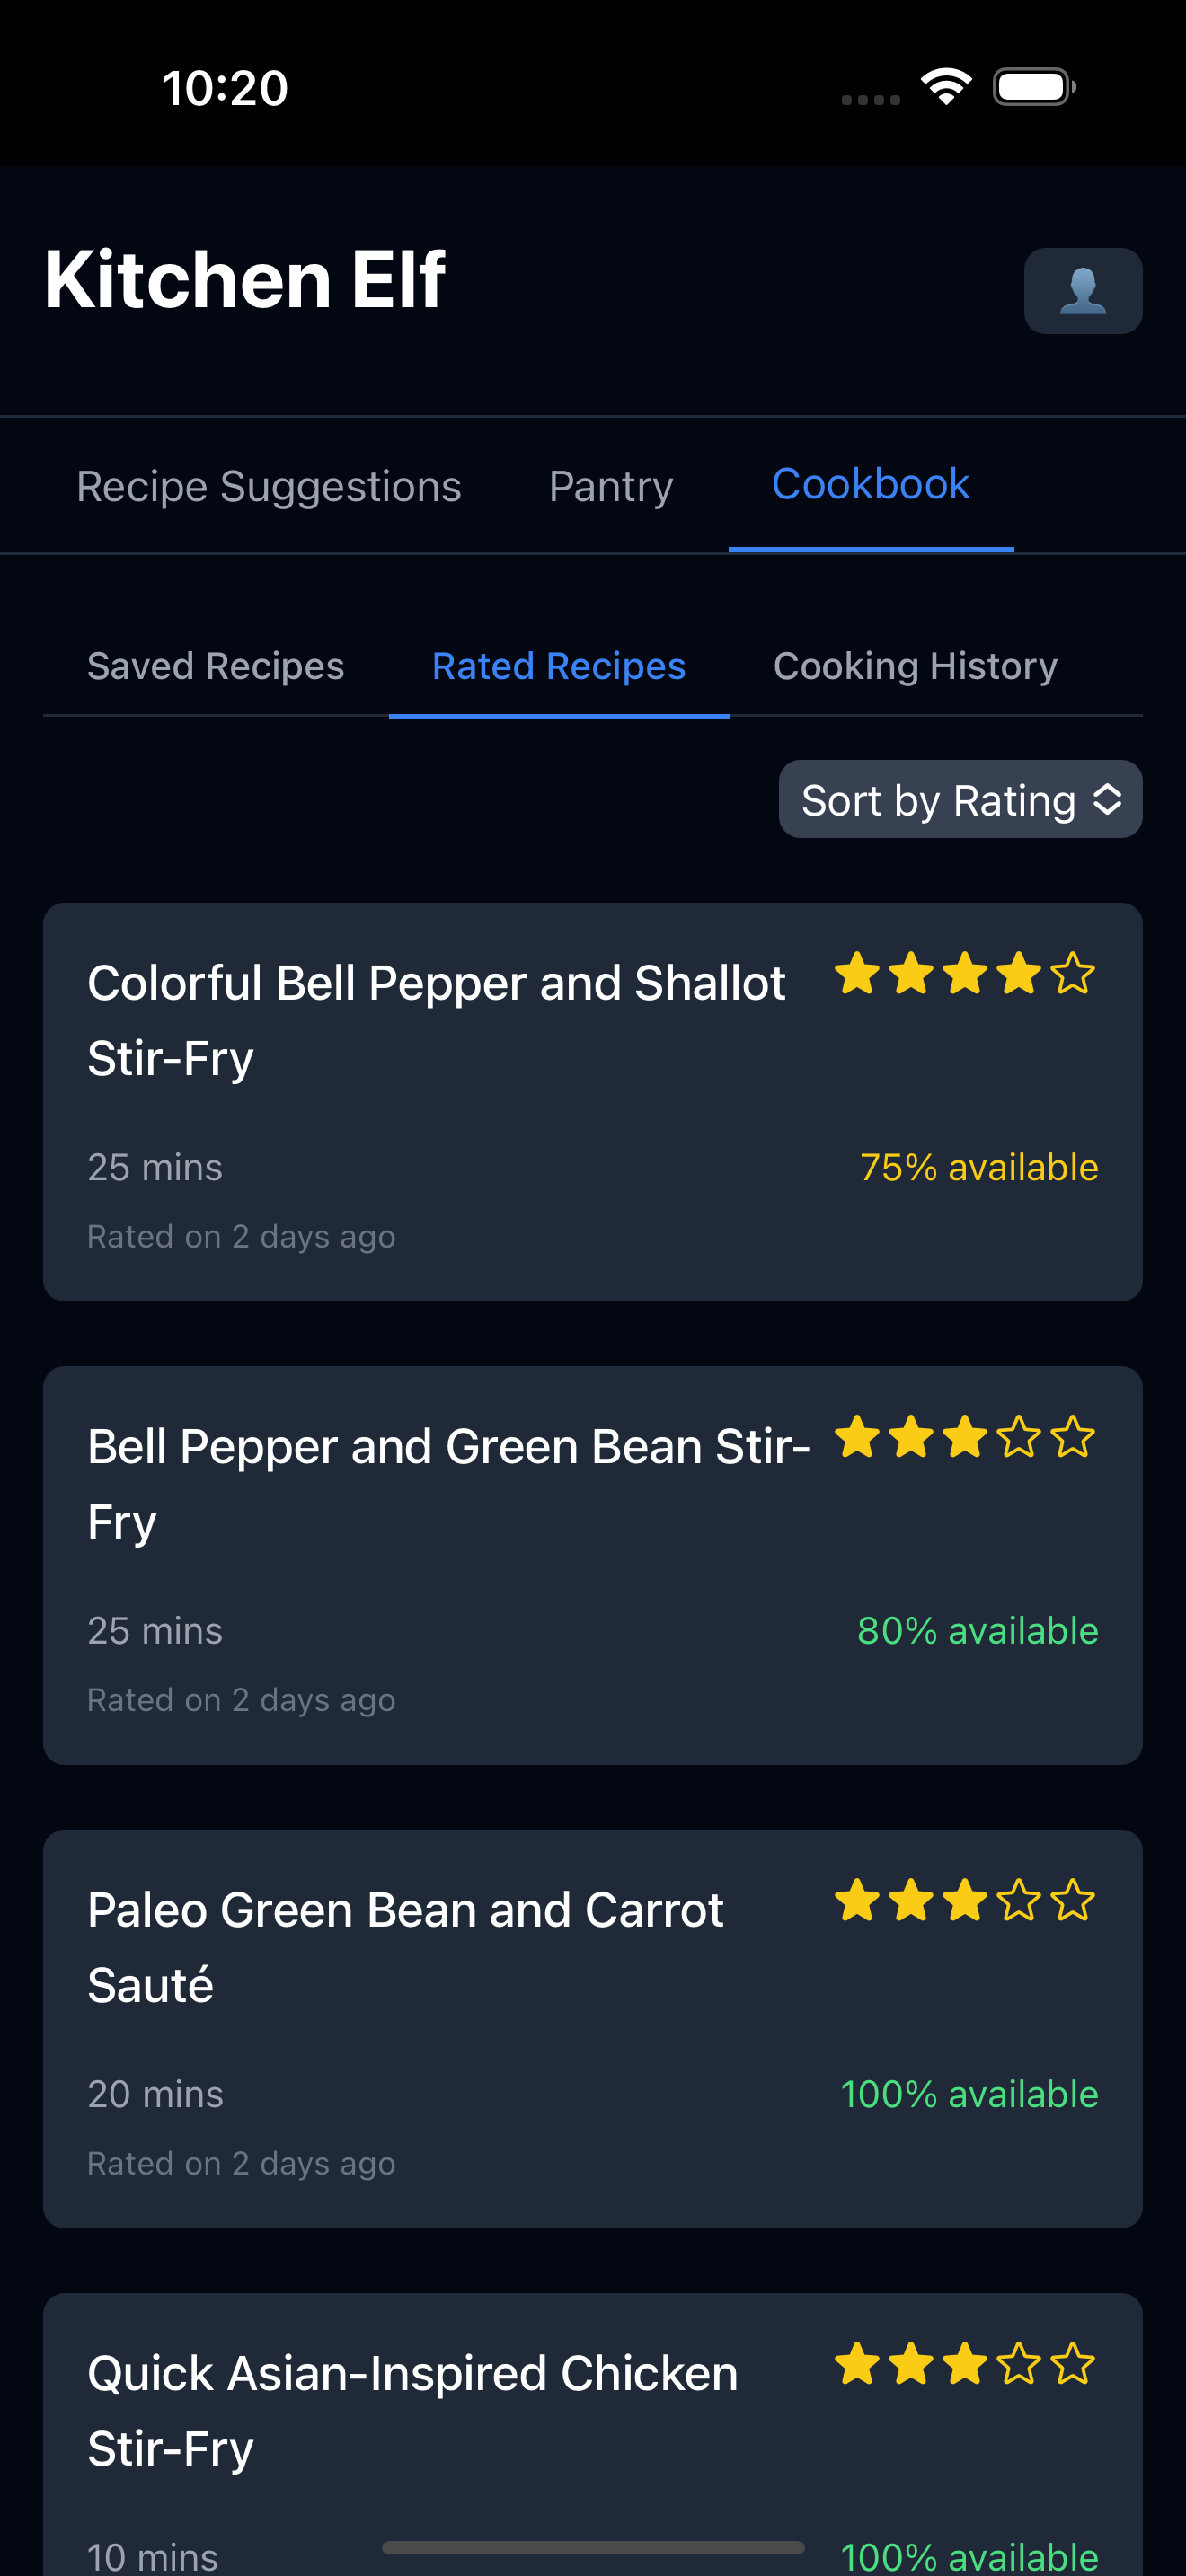 10:20
Kitchen Elf
Recipe Suggestions Pantry Cookbook
Saved Recipes Rated Recipes Cooking History
Sort by Rating
Colorful Bell Pepper and Shallot
Stir-Fry
25 mins 75% available
Rated on 2 days ago
Bell Pepper and Green Bean Stir-
Fry
25 mins 80% available
Rated on 2 days ago
Paleo Green Bean and Carrot
Sauté
20 mins 100% available
Rated on 2 days ago
Quick Asian-Inspired Chicken
Stir-Fry
10 mins 100% available